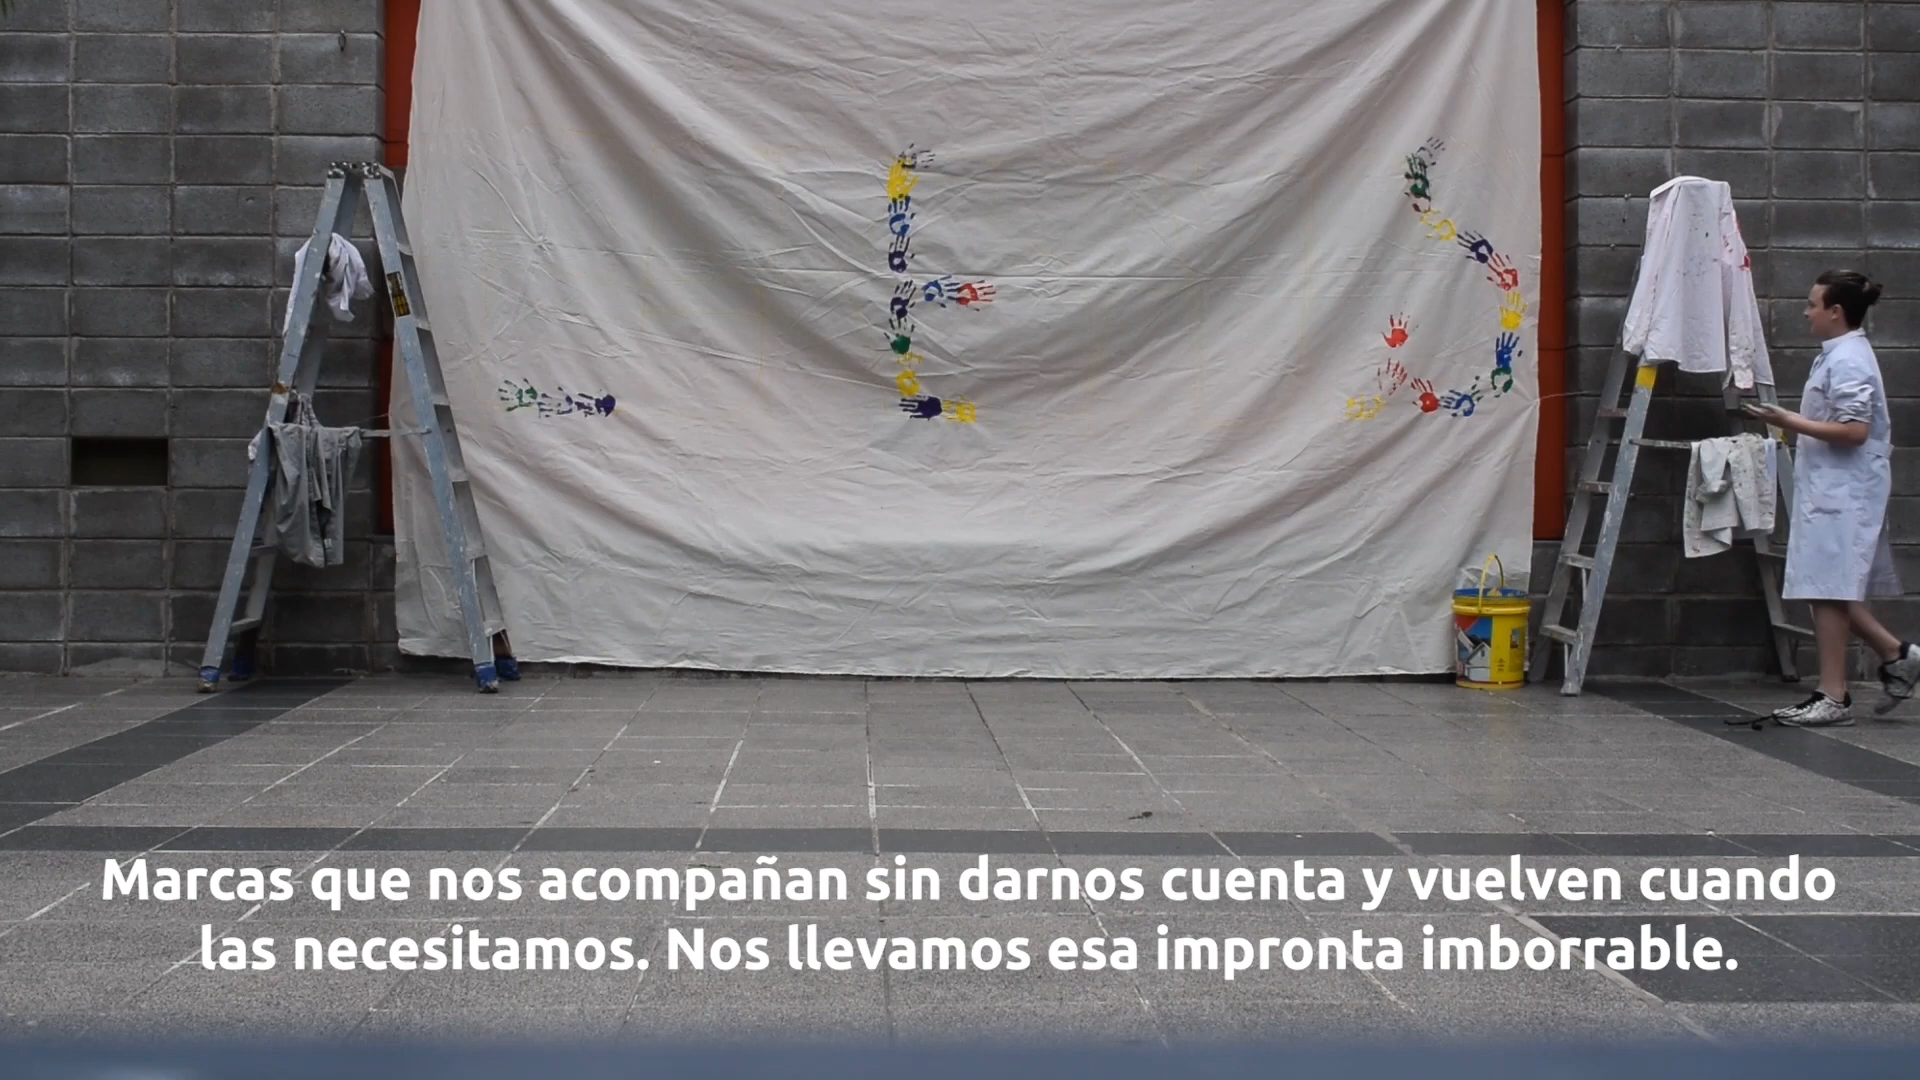 Marcas que nos acompañan sin darnos cuenta y vuelven cuando
las necesitamos. Nos llevamos esa impronta imborrable.